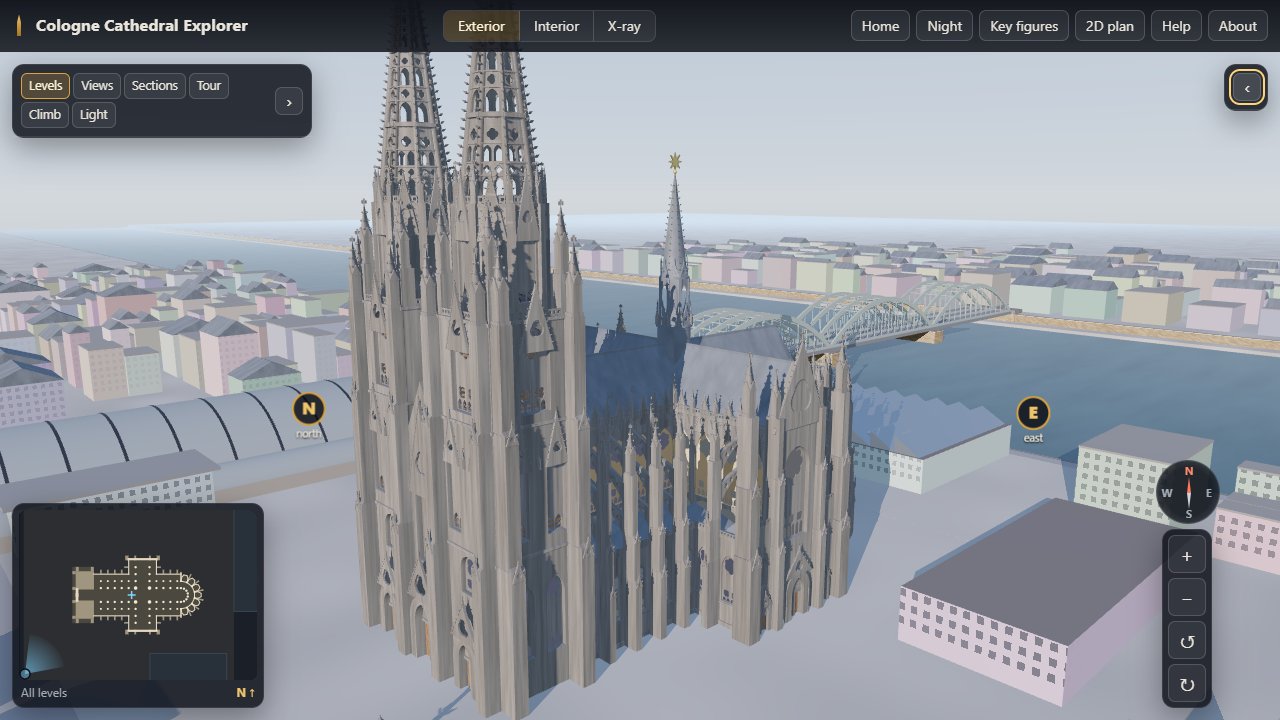 Cologne Cathedral Explorer
Exterior Interior X-ray
Home Night Key figures 2D plan Help About
Levels Views Sections Tour
Climb Light
›
‹
N
north
E
east
N
W E
S
+
−
↺
↻
All levels N ↑